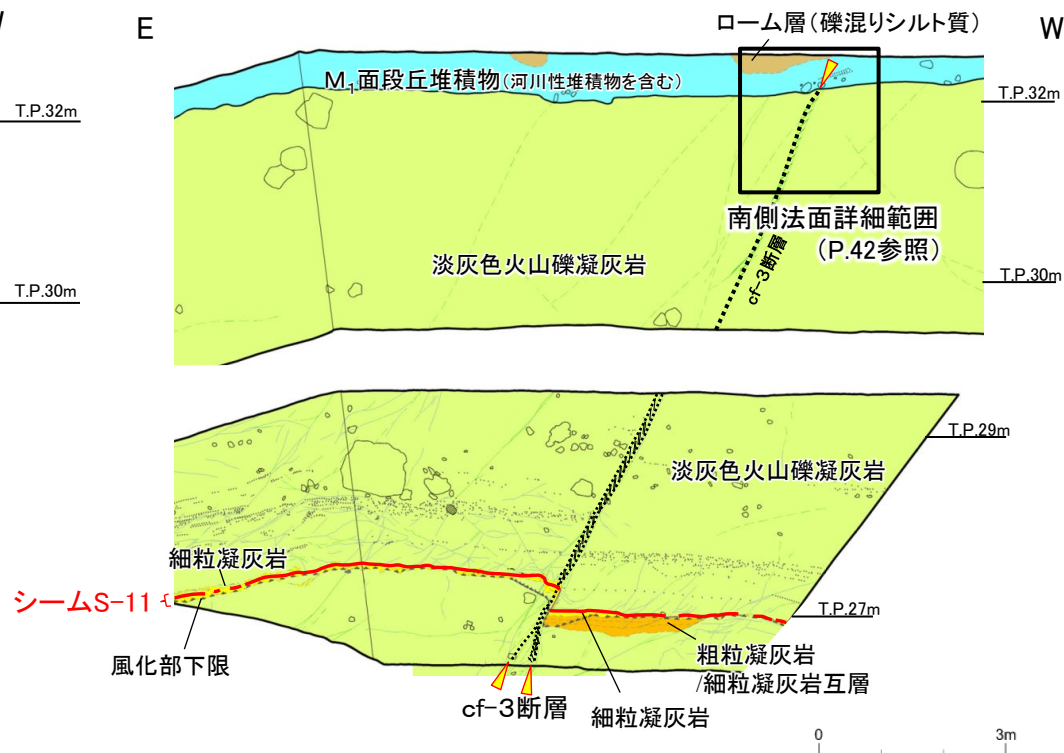 E
W
ローム層（礫混りシルト質）
M₁面段丘堆積物（河川性堆積物を含む）
T.P.32m
T.P.32m
南側法面詳細範囲
（P.42参照）
淡灰色火山礫凝灰岩
cf-3断層
T.P.30m
T.P.30m
T.P.29m
淡灰色火山礫凝灰岩
細粒凝灰岩
シームS-11
T.P.27m
風化部下限
粗粒凝灰岩
/細粒凝灰岩互層
cf-3断層
細粒凝灰岩
0
3m